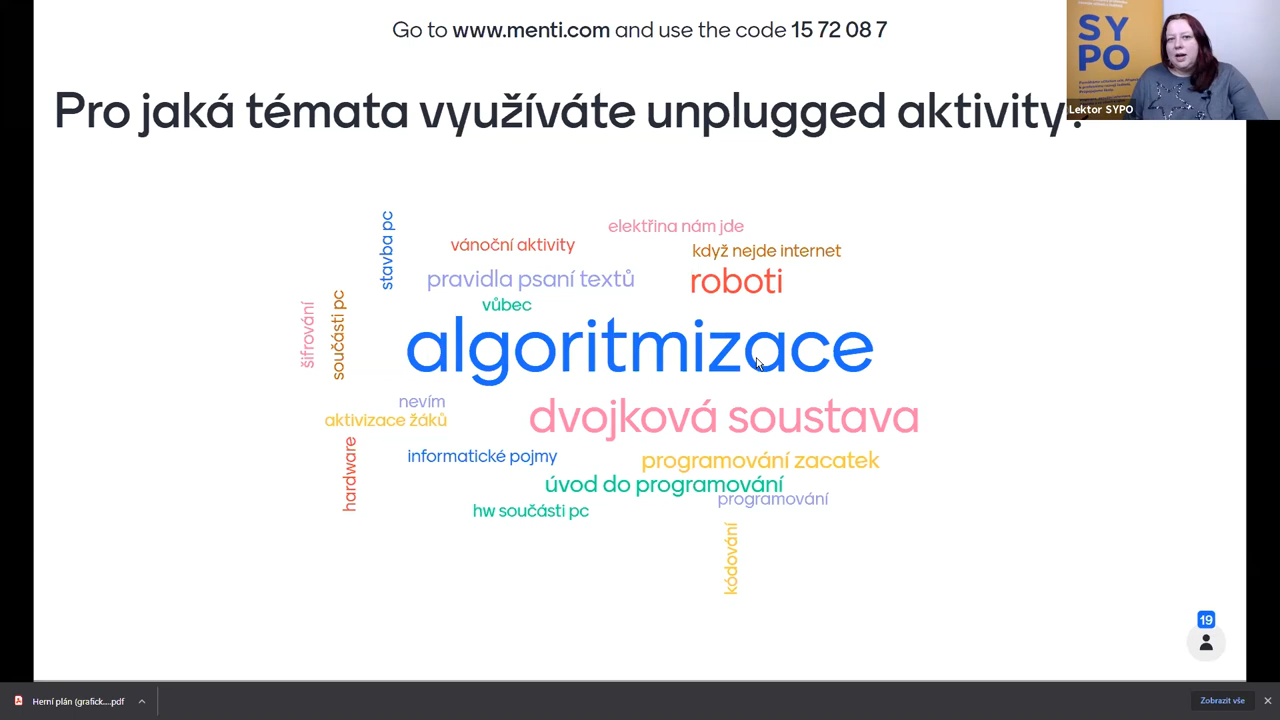 Go to www.menti.com and use the code 15 72 08 7
SY
PO
Lektor SYPO
Pro jaká témata využíváte unplugged aktivity?
stavba pc
elektřina nám jde
vánoční aktivity
když nejde internet
pravidla psaní textů
roboti
vůbec
šifrování
součásti pc
algoritmizace
nevím
aktivizace žáků
dvojková soustava
hardware
informatické pojmy
programování zacatek
úvod do programování
programování
hw součásti pc
kódování
19
Herní plán (grafick....pdf
Zobrazit vše